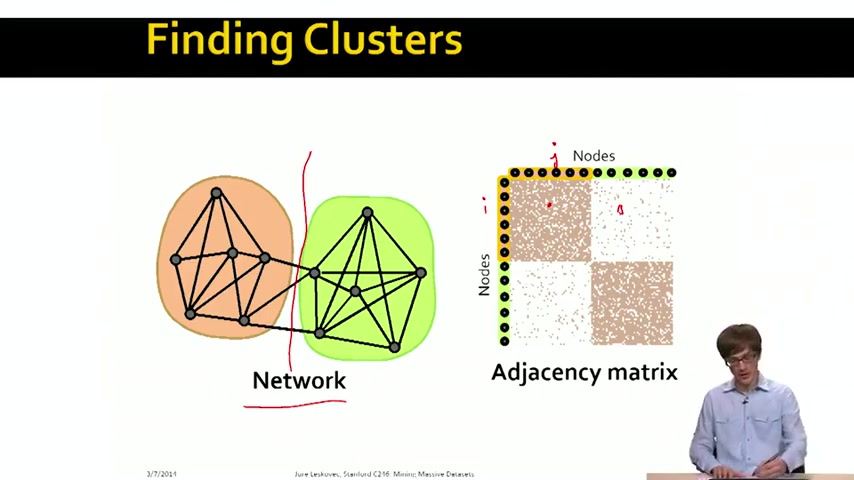 Finding Clusters
j
Nodes
i
Nodes
Network
Adjacency matrix
3/7/2014
Jure Leskovec, Stanford C246: Mining Massive Datasets